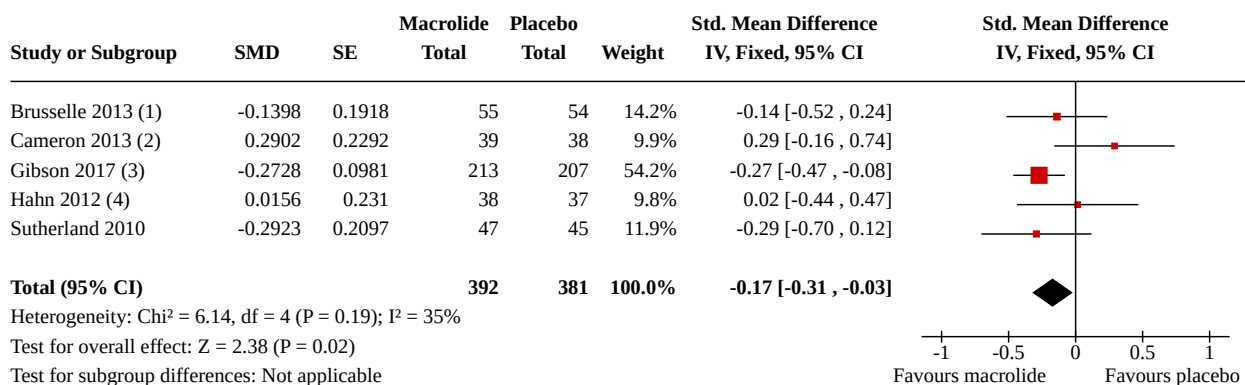 Macrolide Placebo Std. Mean Difference Std. Mean Difference
Study or Subgroup SMD SE Total Total Weight IV, Fixed, 95% CI IV, Fixed, 95% CI
Brusselle 2013 (1) -0.1398 0.1918 55 54 14.2% -0.14 [-0.52 , 0.24]
Cameron 2013 (2) 0.2902 0.2292 39 38 9.9% 0.29 [-0.16 , 0.74]
Gibson 2017 (3) -0.2728 0.0981 213 207 54.2% -0.27 [-0.47 , -0.08]
Hahn 2012 (4) 0.0156 0.231 38 37 9.8% 0.02 [-0.44 , 0.47]
Sutherland 2010 -0.2923 0.2097 47 45 11.9% -0.29 [-0.70 , 0.12]
Total (95% CI) 392 381 100.0% -0.17 [-0.31 , -0.03]
Heterogeneity: Chi² = 6.14, df = 4 (P = 0.19); I² = 35%
Test for overall effect: Z = 2.38 (P = 0.02) -1 -0.5 0 0.5 1
Test for subgroup differences: Not applicable Favours macrolide Favours placebo